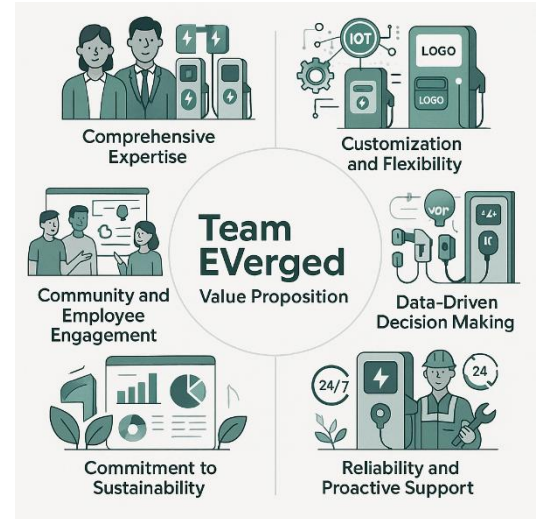 IOT
LOGO
LOGO
Comprehensive
Expertise
Customization
and Flexibility
Team
EVerged
Value Proposition
Community and
Employee
Engagement
Data-Driven
Decision Making
24/7
24
Commitment to
Sustainability
Reliability and
Proactive Support